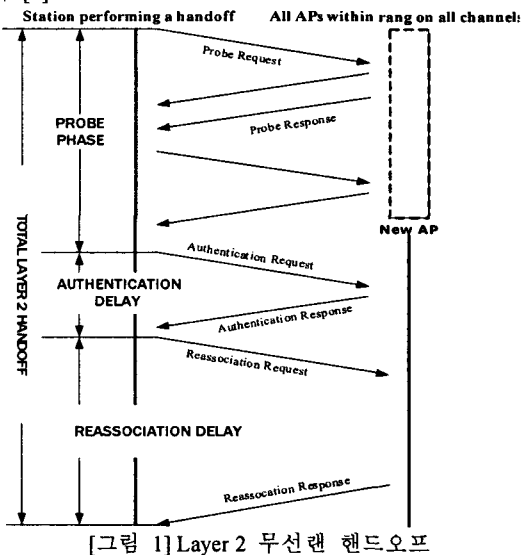 Station performing a handoff
All APs within rang on all channels
Probe Request
PROBE
PHASE
Probe Response
New AP
Authentication Request
AUTHENTICATION
DELAY
Authentication Response
TOTAL LAYER 2 HANDOFF
Reassociation Request
REASSOCIATION DELAY
Reassocation Response
[그림 1] Layer 2 무선랜 핸드오프